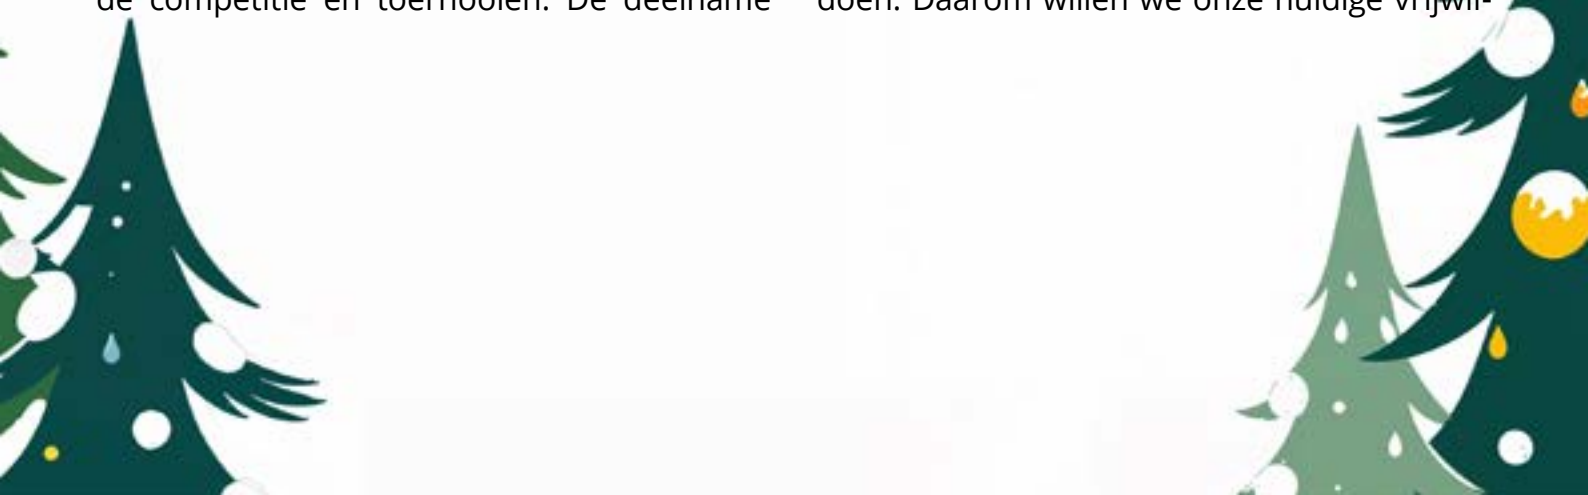 de competitie en toernooien. De deelname
doen. Daarom willen we onze huidige vrijwil-